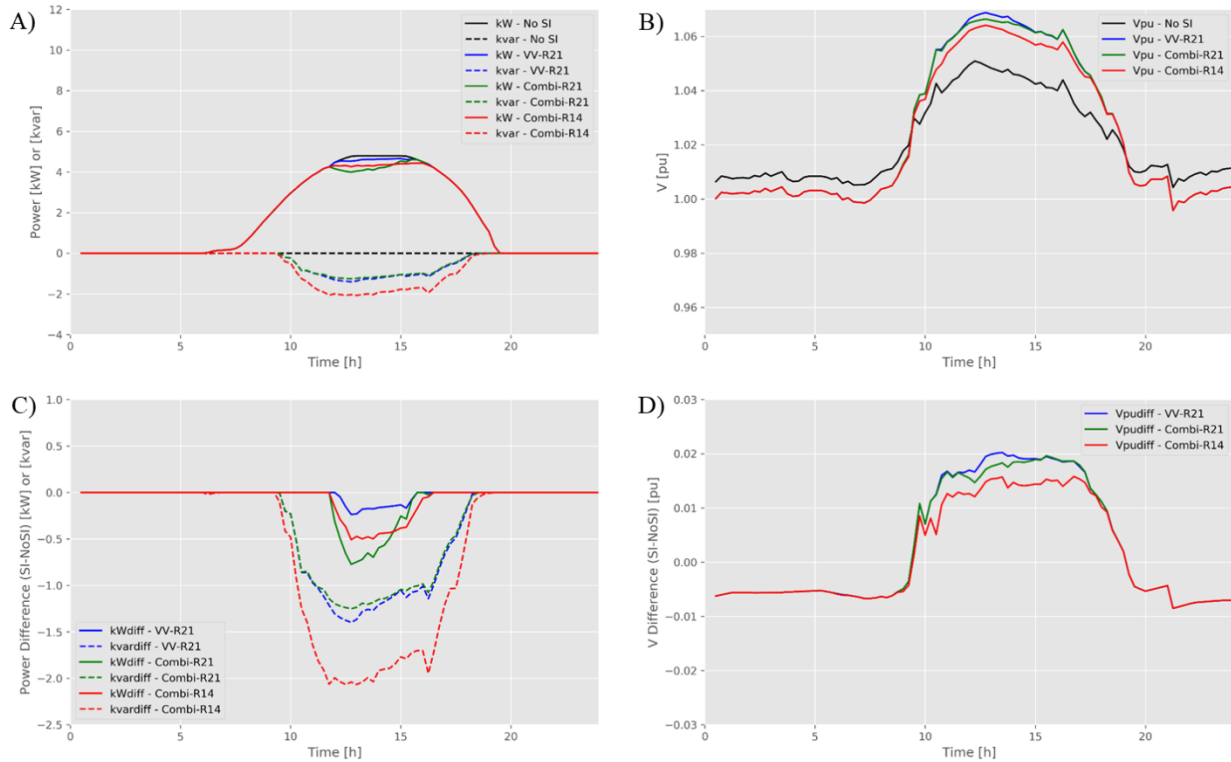 A)
Power [kW] or [kvar]
12
10
8
6
4
2
0
−2
−4
0
5
10
15
20
Time [h]
kW - No SI
kvar - No SI
kW - VV-R21
kvar - VV-R21
kW - Combi-R21
kvar - Combi-R21
kW - Combi-R14
kvar - Combi-R14
B)
V [pu]
1.06
1.04
1.02
1.00
0.98
0.96
0
5
10
15
20
Time [h]
Vpu - No SI
Vpu - VV-R21
Vpu - Combi-R21
Vpu - Combi-R14
C)
Power Difference (SI-NoSI) [kW] or [kvar]
1.0
0.5
0.0
−0.5
−1.0
−1.5
−2.0
−2.5
0
5
10
15
20
Time [h]
kWdiff - VV-R21
kvardiff - VV-R21
kWdiff - Combi-R21
kvardiff - Combi-R21
kWdiff - Combi-R14
kvardiff - Combi-R14
D)
V Difference (SI-NoSI) [pu]
0.03
0.02
0.01
0.00
−0.01
−0.02
−0.03
0
5
10
15
20
Time [h]
Vpudiff - VV-R21
Vpudiff - Combi-R21
Vpudiff - Combi-R14